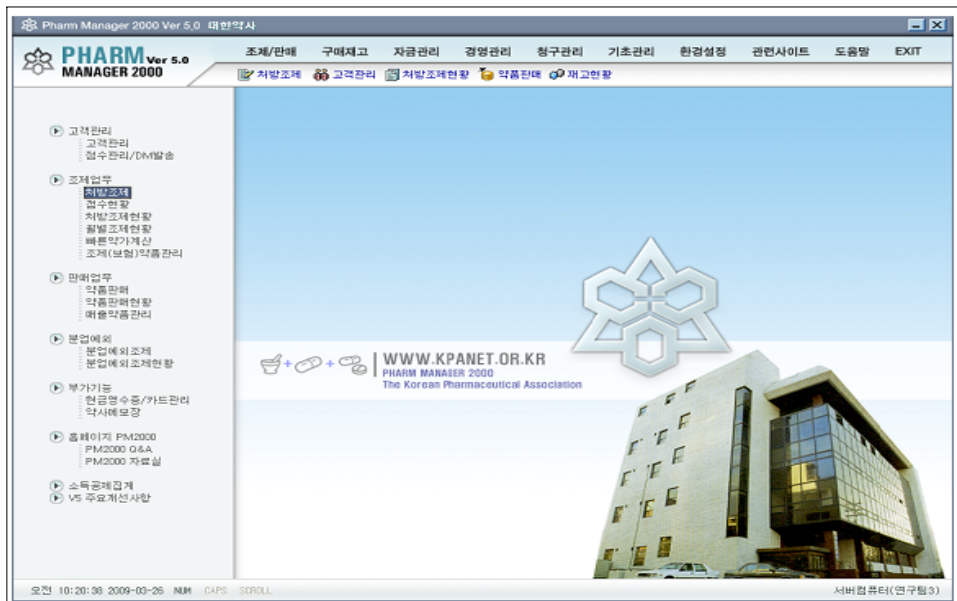 Pharm Manager 2000 Ver 5.0 대한약사
PHARM Ver 5.0
MANAGER 2000
조제/판매 구매재고 자금관리 경영관리 청구관리 기초관리 환경설정 관련사이트 도움말 EXIT
처방조제 고객관리 처방조제현황 약품판매 재고현황
고객관리
고객관리
점수관리/DM발송
조제업무
처방조제
접수현황
처방조제현황
월별조제현황
빠른약가계산
조제(보험)약품관리
판매업무
약품판매
약품판매현황
매출약품관리
분업예외
분업예외조제
분업예외조제현황
부가기능
현금영수증/카드관리
약사메모장
홈페이지 PM2000
PM2000 Q&A
PM2000 자료실
소득공제집계
V5 주요개선사항
WWW.KPANET.OR.KR
PHARM MANAGER 2000
The Korean Pharmaceutical Association
오전 10:20:38 2009-03-26 NUM CAPS SCROLL 서버컴퓨터(연구팀3)